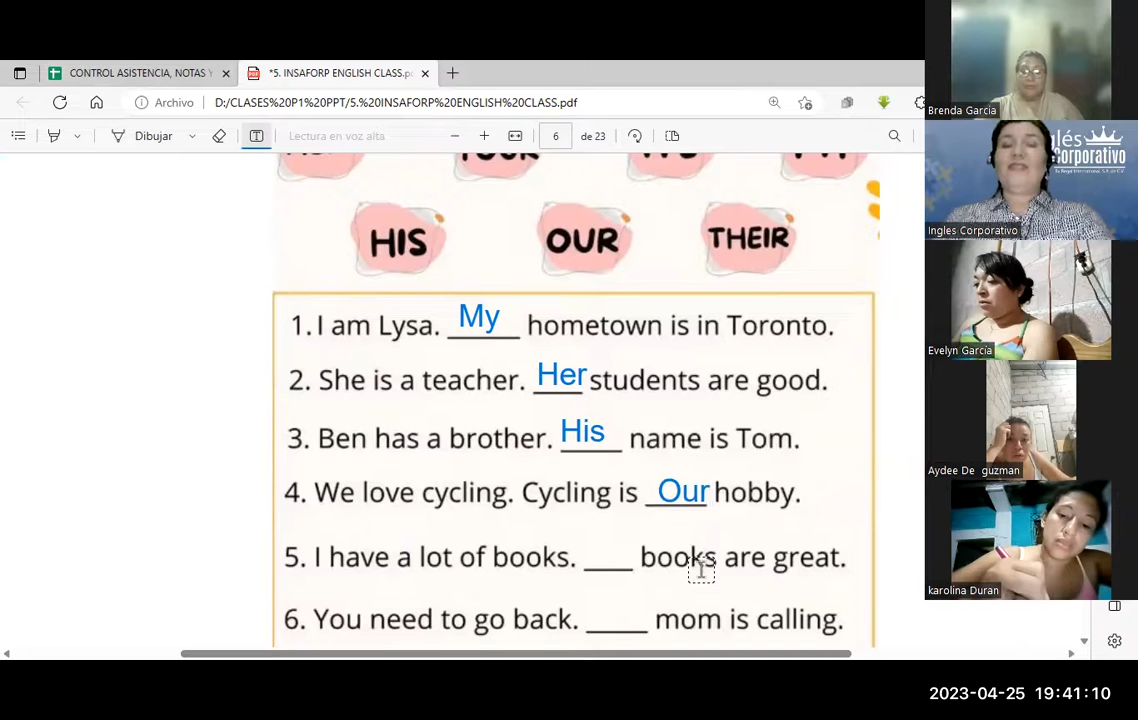 CONTROL ASISTENCIA, NOTAS Y
*5. INSAFORP ENGLISH CLASS.p
Archivo D:/CLASES%20P1%20PPT/5.%20INSAFORP%20ENGLISH%20CLASS.pdf
Dibujar
Lectura en voz alta
6 de 23
YOUR
HIS OUR THEIR
1. I am Lysa. My hometown is in Toronto.
2. She is a teacher. Her students are good.
3. Ben has a brother. His name is Tom.
4. We love cycling. Cycling is Our hobby.
5. I have a lot of books. ____ books are great.
6. You need to go back. ____ mom is calling.
Brenda García
glés Corporativo
Ingles Corporativo
Evelyn García
Aydee De guzman
karolina Duran
2023-04-25 19:41:10